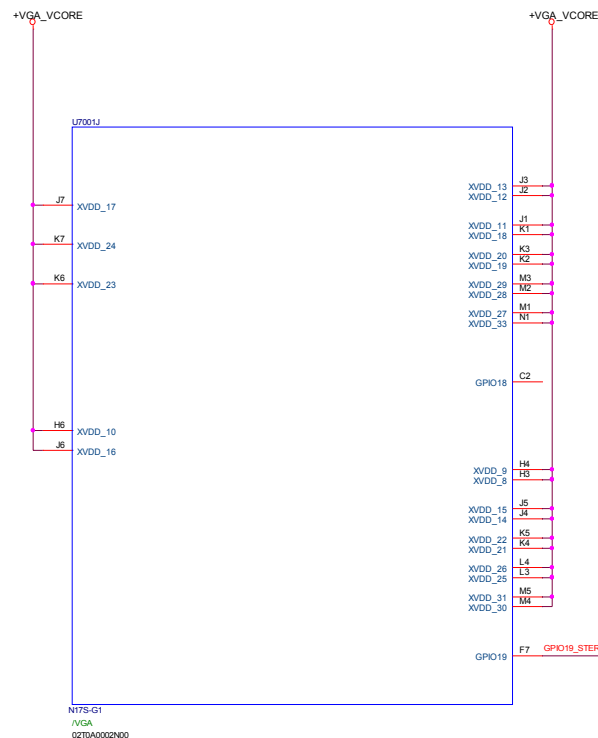 +VGA_VCORE
+VGA_VCORE
U7001J
J7 XVDD_17
K7 XVDD_24
K6 XVDD_23
H6 XVDD_10
J6 XVDD_16
XVDD_13 J3
XVDD_12 J2
XVDD_11 J1
XVDD_18 K1
XVDD_20 K3
XVDD_19 K2
XVDD_29 M3
XVDD_28 M2
XVDD_27 M1
XVDD_33 N1
GPIO18 C2
XVDD_9 H4
XVDD_8 H3
XVDD_15 J5
XVDD_14 J4
XVDD_22 K5
XVDD_21 K4
XVDD_26 L4
XVDD_25 L3
XVDD_31 M5
XVDD_30 M4
GPIO19 F7 GPIO19_STER
N17S-G1
/VGA
02T0A0002N00